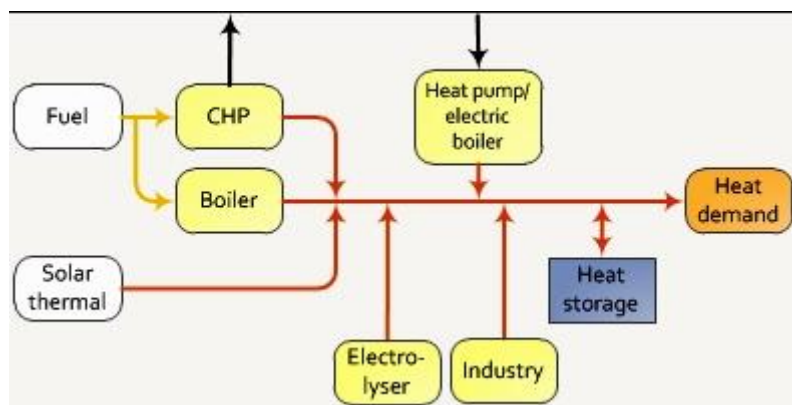 Fuel
CHP
Heat pump/
electric
boiler
Boiler
Heat
demand
Solar
thermal
Heat
storage
Electro-
lyser
Industry